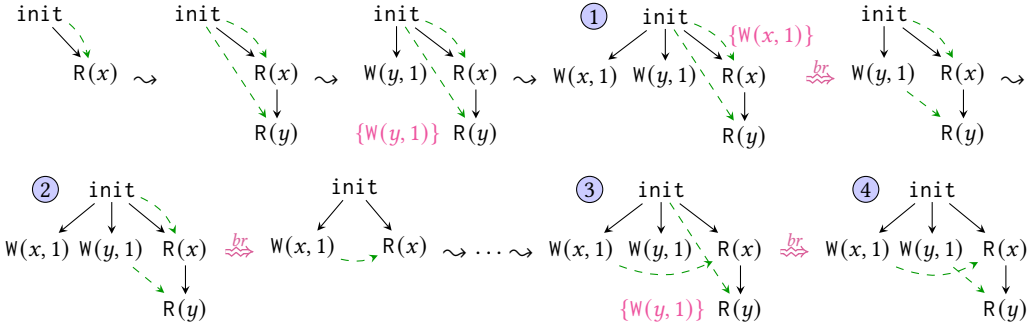 init init init 1 init init
{W(x, 1)}
R(x) ⤳ R(x) ⤳ W(y, 1) R(x) ⤳ W(x, 1) W(y, 1) R(x) br W(y, 1) R(x) ⤳
R(y) {W(y, 1)} R(y) R(y) R(y)
2 init init 3 init 4 init
W(x, 1) W(y, 1) R(x) br W(x, 1) R(x) ⤳ ··· ⤳ W(x, 1) W(y, 1) R(x) br W(x, 1) W(y, 1) R(x)
R(y) {W(y, 1)} R(y) R(y)